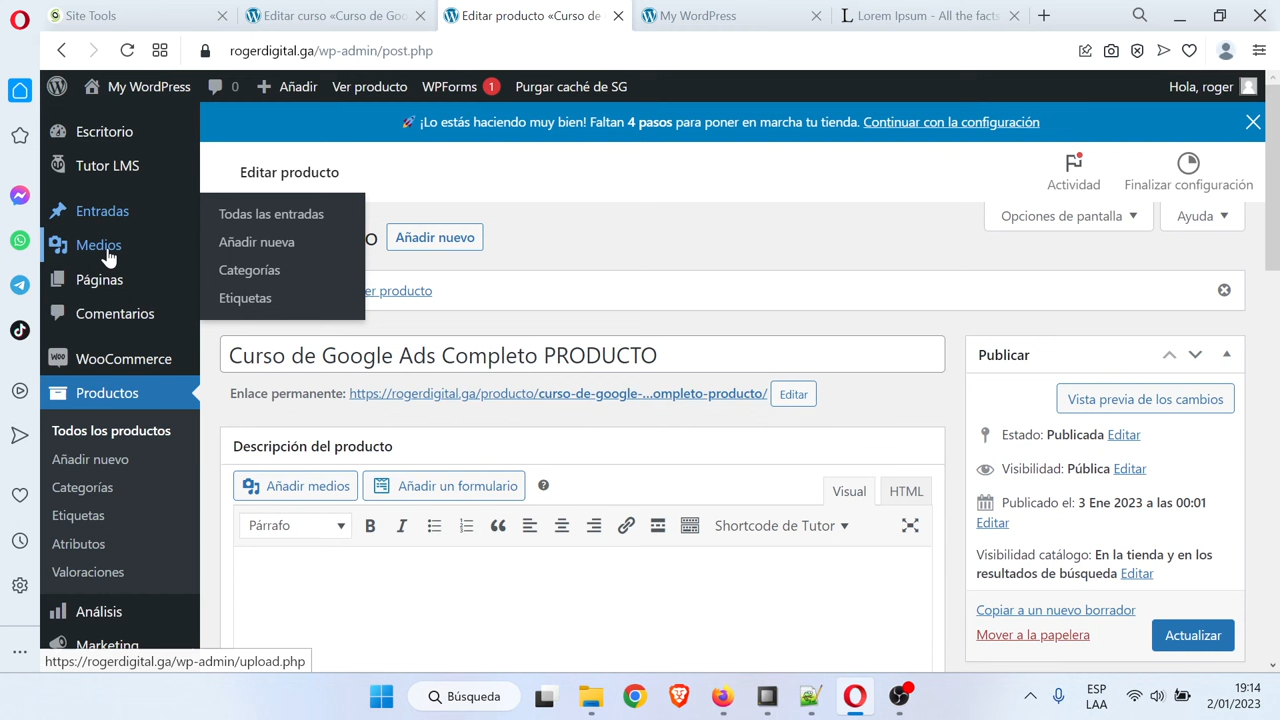 Site Tools
Editar curso «Curso de Goo
Editar producto «Curso de
My WordPress
Lorem Ipsum - All the facts
rogerdigital.ga/wp-admin/post.php
My WordPress
0
Añadir
Ver producto
WPForms
1
Purgar caché de SG
Hola, roger
Escritorio
Tutor LMS
Entradas
Medios
Páginas
Comentarios
WooCommerce
Productos
Todos los productos
Añadir nueva
Categorías
Etiquetas
Atributos
Valoraciones
Análisis
Marketing
🚀 ¡Lo estás haciendo muy bien! Faltan 4 pasos para poner en marcha tu tienda. Continuar con la configuración
Editar producto
Actividad
Finalizar configuración
Todas las entradas
Añadir nueva
Categorías
Etiquetas
Opciones de pantalla
Ayuda
Añadir nuevo
producto
Curso de Google Ads Completo PRODUCTO
Enlace permanente: https://rogerdigital.ga/producto/curso-de-google-...ompleto-producto/ Editar
Descripción del producto
Añadir medios
Añadir un formulario
Visual
HTML
Párrafo
Shortcode de Tutor
Publicar
Vista previa de los cambios
Estado: Publicada Editar
Visibilidad: Pública Editar
Publicado el: 3 Ene 2023 a las 00:01
Editar
Visibilidad catálogo: En la tienda y en los
resultados de búsqueda Editar
Copiar a un nuevo borrador
Mover a la papelera
Actualizar
https://rogerdigital.ga/wp-admin/upload.php
Búsqueda
ESP
LAA
19:14
2/01/2023